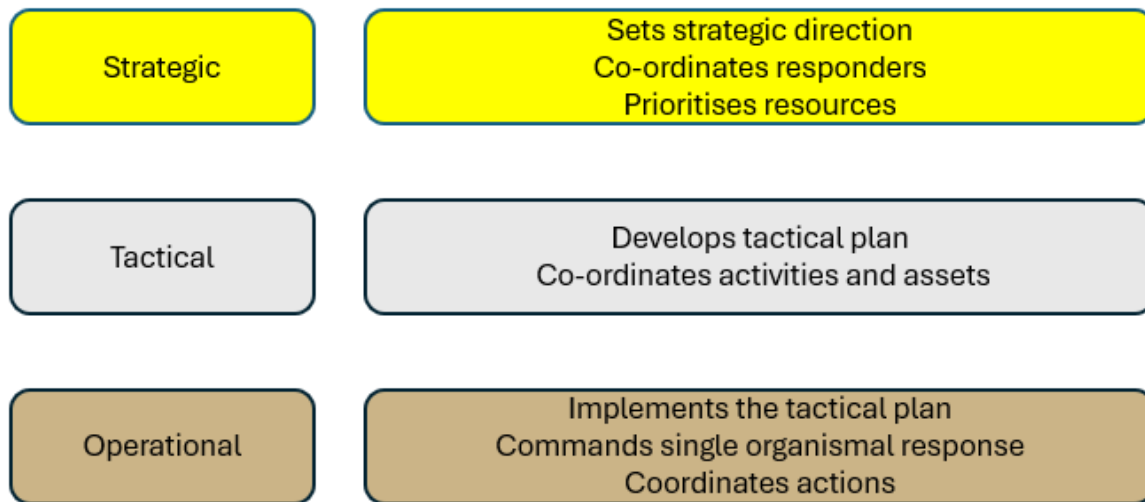 Strategic
Sets strategic direction
Co-ordinates responders
Prioritises resources
Tactical
Develops tactical plan
Co-ordinates activities and assets
Operational
Implements the tactical plan
Commands single organismal response
Coordinates actions